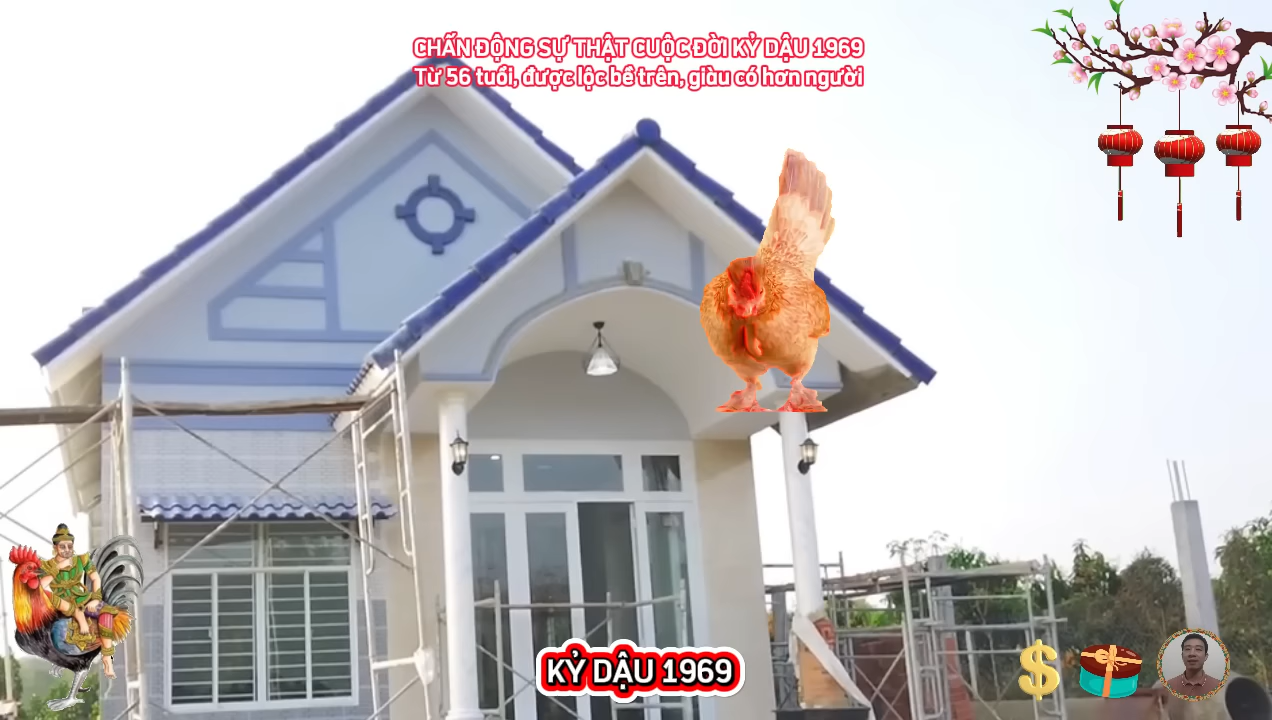 CHẤN ĐỘNG SỰ THẬT CUỘC ĐỜI KỶ DẬU 1969
Từ 56 tuổi, được lộc bề trên, giàu có hơn người
KỶ DẬU 1969